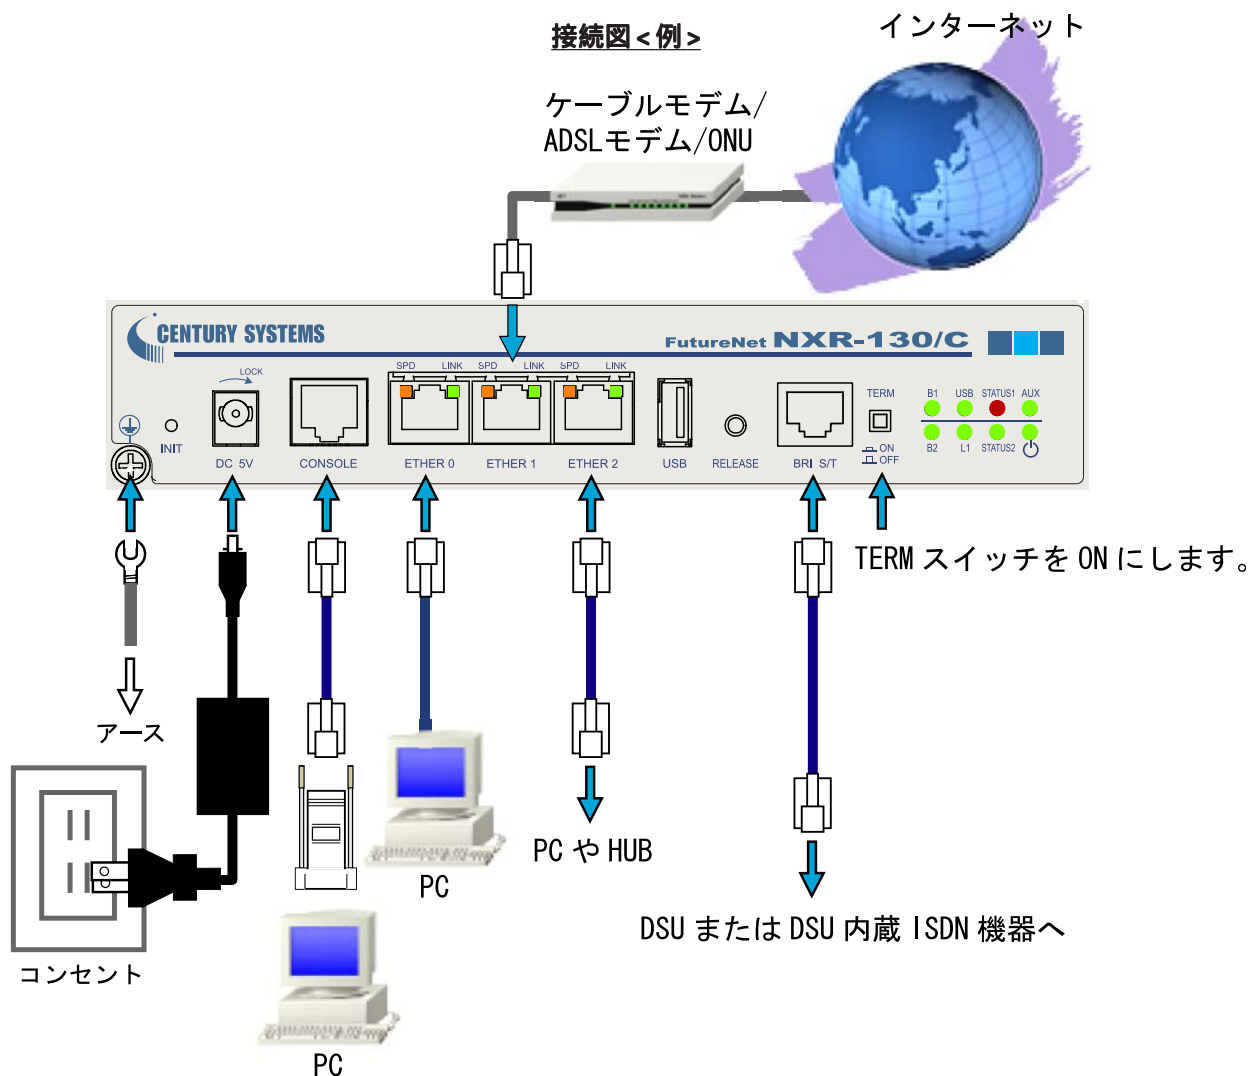 接続図<例>
インターネット
ケーブルモデム/
ADSLモデム/ONU
CENTURY SYSTEMS
FutureNet NXR-130/C
LOCK
SPD LINK SPD LINK SPD LINK
TERM
B1 USB STATUS1 AUX
INIT
ON
OFF
B2 L1 STATUS2
DC 5V
CONSOLE
ETHER 0
ETHER 1
ETHER 2
USB
RELEASE
BRI S/T
TERM スイッチを ON にします。
アース
PC や HUB
PC
DSU または DSU 内蔵 ISDN 機器へ
コンセント
PC